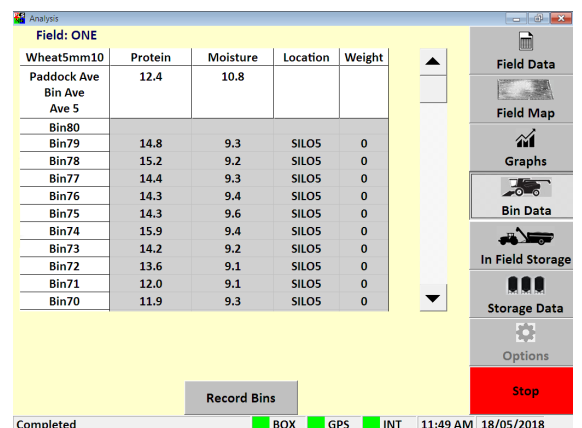 Analysis
Field: ONE
Wheat5mm10 Protein Moisture Location Weight
Paddock Ave 12.4 10.8
Bin Ave
Ave 5
Bin80
Bin79 14.8 9.3 SILO5 0
Bin78 15.2 9.2 SILO5 0
Bin77 14.4 9.3 SILO5 0
Bin76 14.3 9.4 SILO5 0
Bin75 14.3 9.6 SILO5 0
Bin74 15.9 9.4 SILO5 0
Bin73 14.2 9.2 SILO5 0
Bin72 13.6 9.1 SILO5 0
Bin71 12.0 9.1 SILO5 0
Bin70 11.9 9.3 SILO5 0
Record Bins
Field Data
Field Map
Graphs
Bin Data
In Field Storage
Storage Data
Options
Stop
Completed BOX GPS INT 11:49 AM 18/05/2018